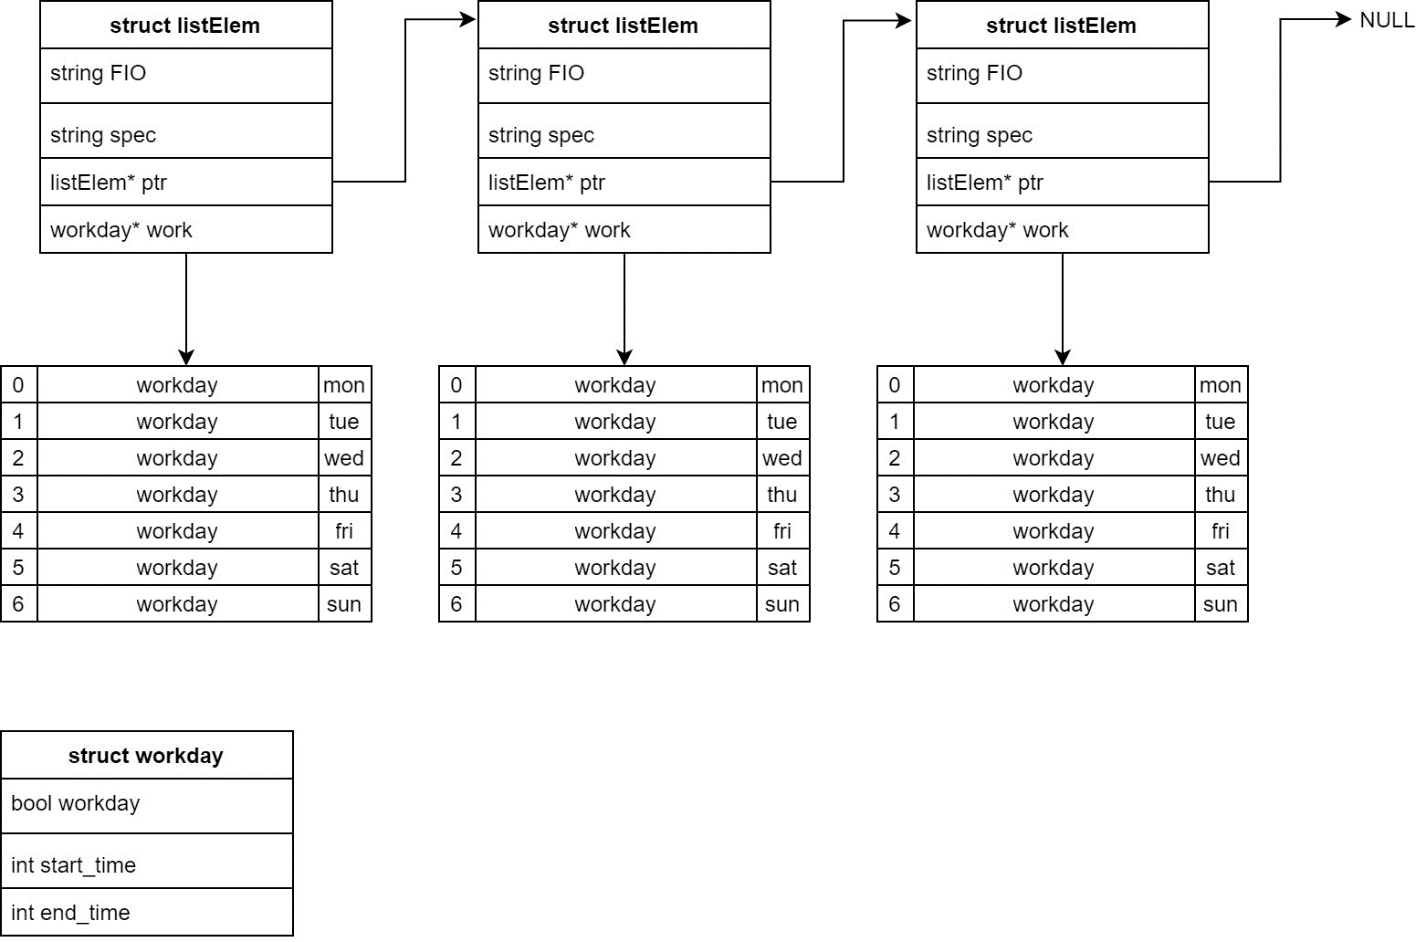 struct listElem
string FIO
string spec
listElem* ptr
workday* work
struct listElem
string FIO
string spec
listElem* ptr
workday* work
struct listElem
string FIO
string spec
listElem* ptr
workday* work
NULL
0 workday mon
1 workday tue
2 workday wed
3 workday thu
4 workday fri
5 workday sat
6 workday sun
0 workday mon
1 workday tue
2 workday wed
3 workday thu
4 workday fri
5 workday sat
6 workday sun
0 workday mon
1 workday tue
2 workday wed
3 workday thu
4 workday fri
5 workday sat
6 workday sun
struct workday
bool workday
int start_time
int end_time